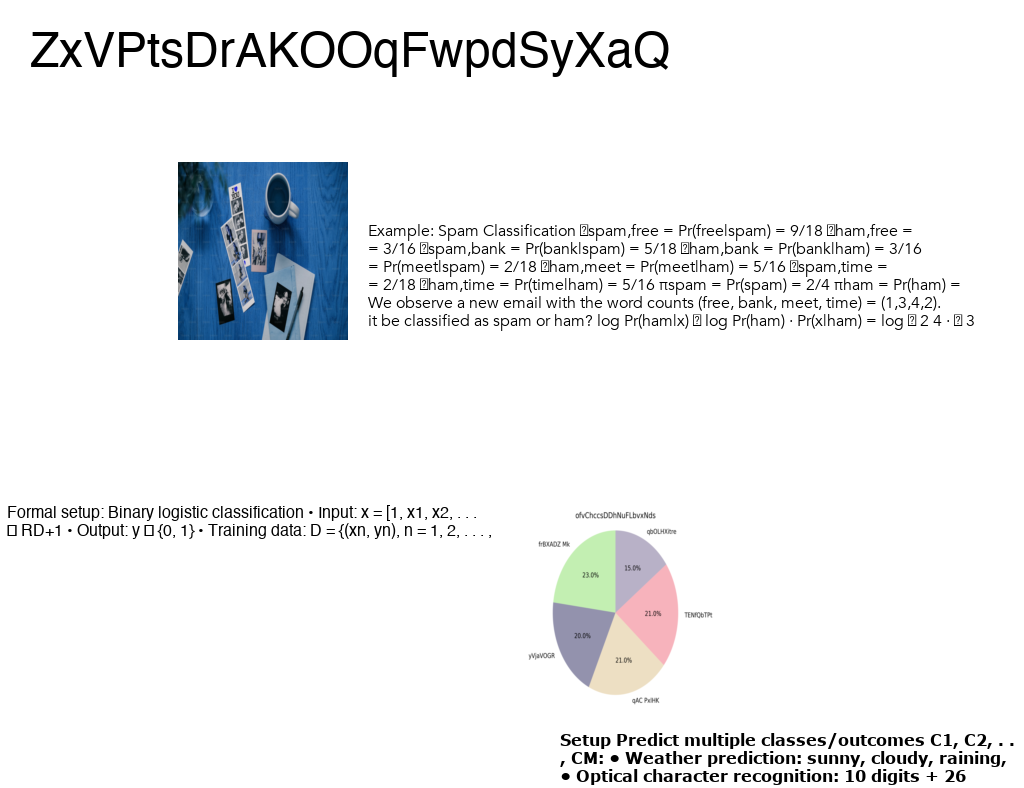 ZxVPtsDrAKOOqFwpdSyXaQ
Example: Spam Classification spam,free = Pr(free|spam) = 9/18 ham,free =
= 3/16 spam,bank = Pr(bank|spam) = 5/18 ham,bank = Pr(bank|ham) = 3/16
= Pr(meet|spam) = 2/18 ham,meet = Pr(meet|ham) = 5/16 spam,time =
= 2/18 ham,time = Pr(time|ham) = 5/16 πspam = Pr(spam) = 2/4 πham = Pr(ham) =
We observe a new email with the word counts (free, bank, meet, time) = (1,3,4,2).
it be classified as spam or ham? log Pr(ham|x) log Pr(ham) · Pr(x|ham) = log 2 4 · 3
Formal setup: Binary logistic classification • Input: x = [1, x1, x2, . . .
RD+1 • Output: y {0, 1} • Training data: D = {(xn, yn), n = 1, 2, . . . ,
ofvChccsDDhNuFLbvxNds
qbOLHXitre
frBXADZ Mk
15.0%
23.0%
21.0%
TENfQbTPt
20.0%
yVjaVOGR
21.0%
qAC PxlHK
Setup Predict multiple classes/outcomes C1, C2, . .
, CM: • Weather prediction: sunny, cloudy, raining,
• Optical character recognition: 10 digits + 26